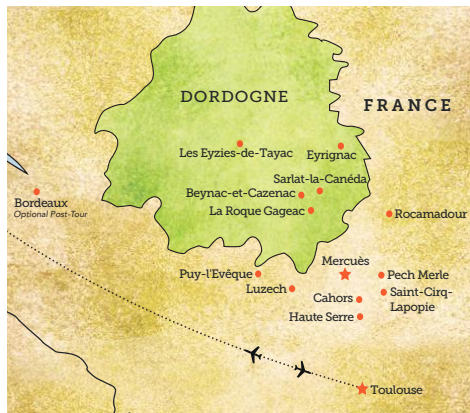 DORDOGNE
FRANCE
Les Eyzies-de-Tayac
Eyrignac
Sarlat-la-Canéda
Beynac-et-Cazenac
Bordeaux
Optional Post-Tour
La Roque Gageac
Rocamadour
Mercuès
Puy-l'Evêque
Pech Merle
Luzech
Saint-Cirq-
Lapopie
Cahors
Haute Serre
Toulouse